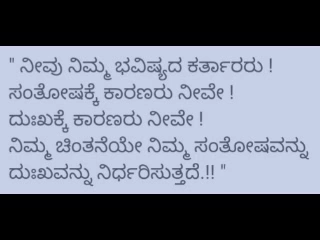 " ನೀವು ನಿಮ್ಮ ಭವಿಷ್ಯದ ಕರ್ತಾರರು !
ಸಂತೋಷಕ್ಕೆ ಕಾರಣರು ನೀವೇ !
ದುಃಖಕ್ಕೆ ಕಾರಣರು ನೀವೇ !
ನಿಮ್ಮ ಚಿಂತನೆಯೇ ನಿಮ್ಮ ಸಂತೋಷವನ್ನು
ದುಃಖವನ್ನು ನಿರ್ಧರಿಸುತ್ತದೆ.!! "